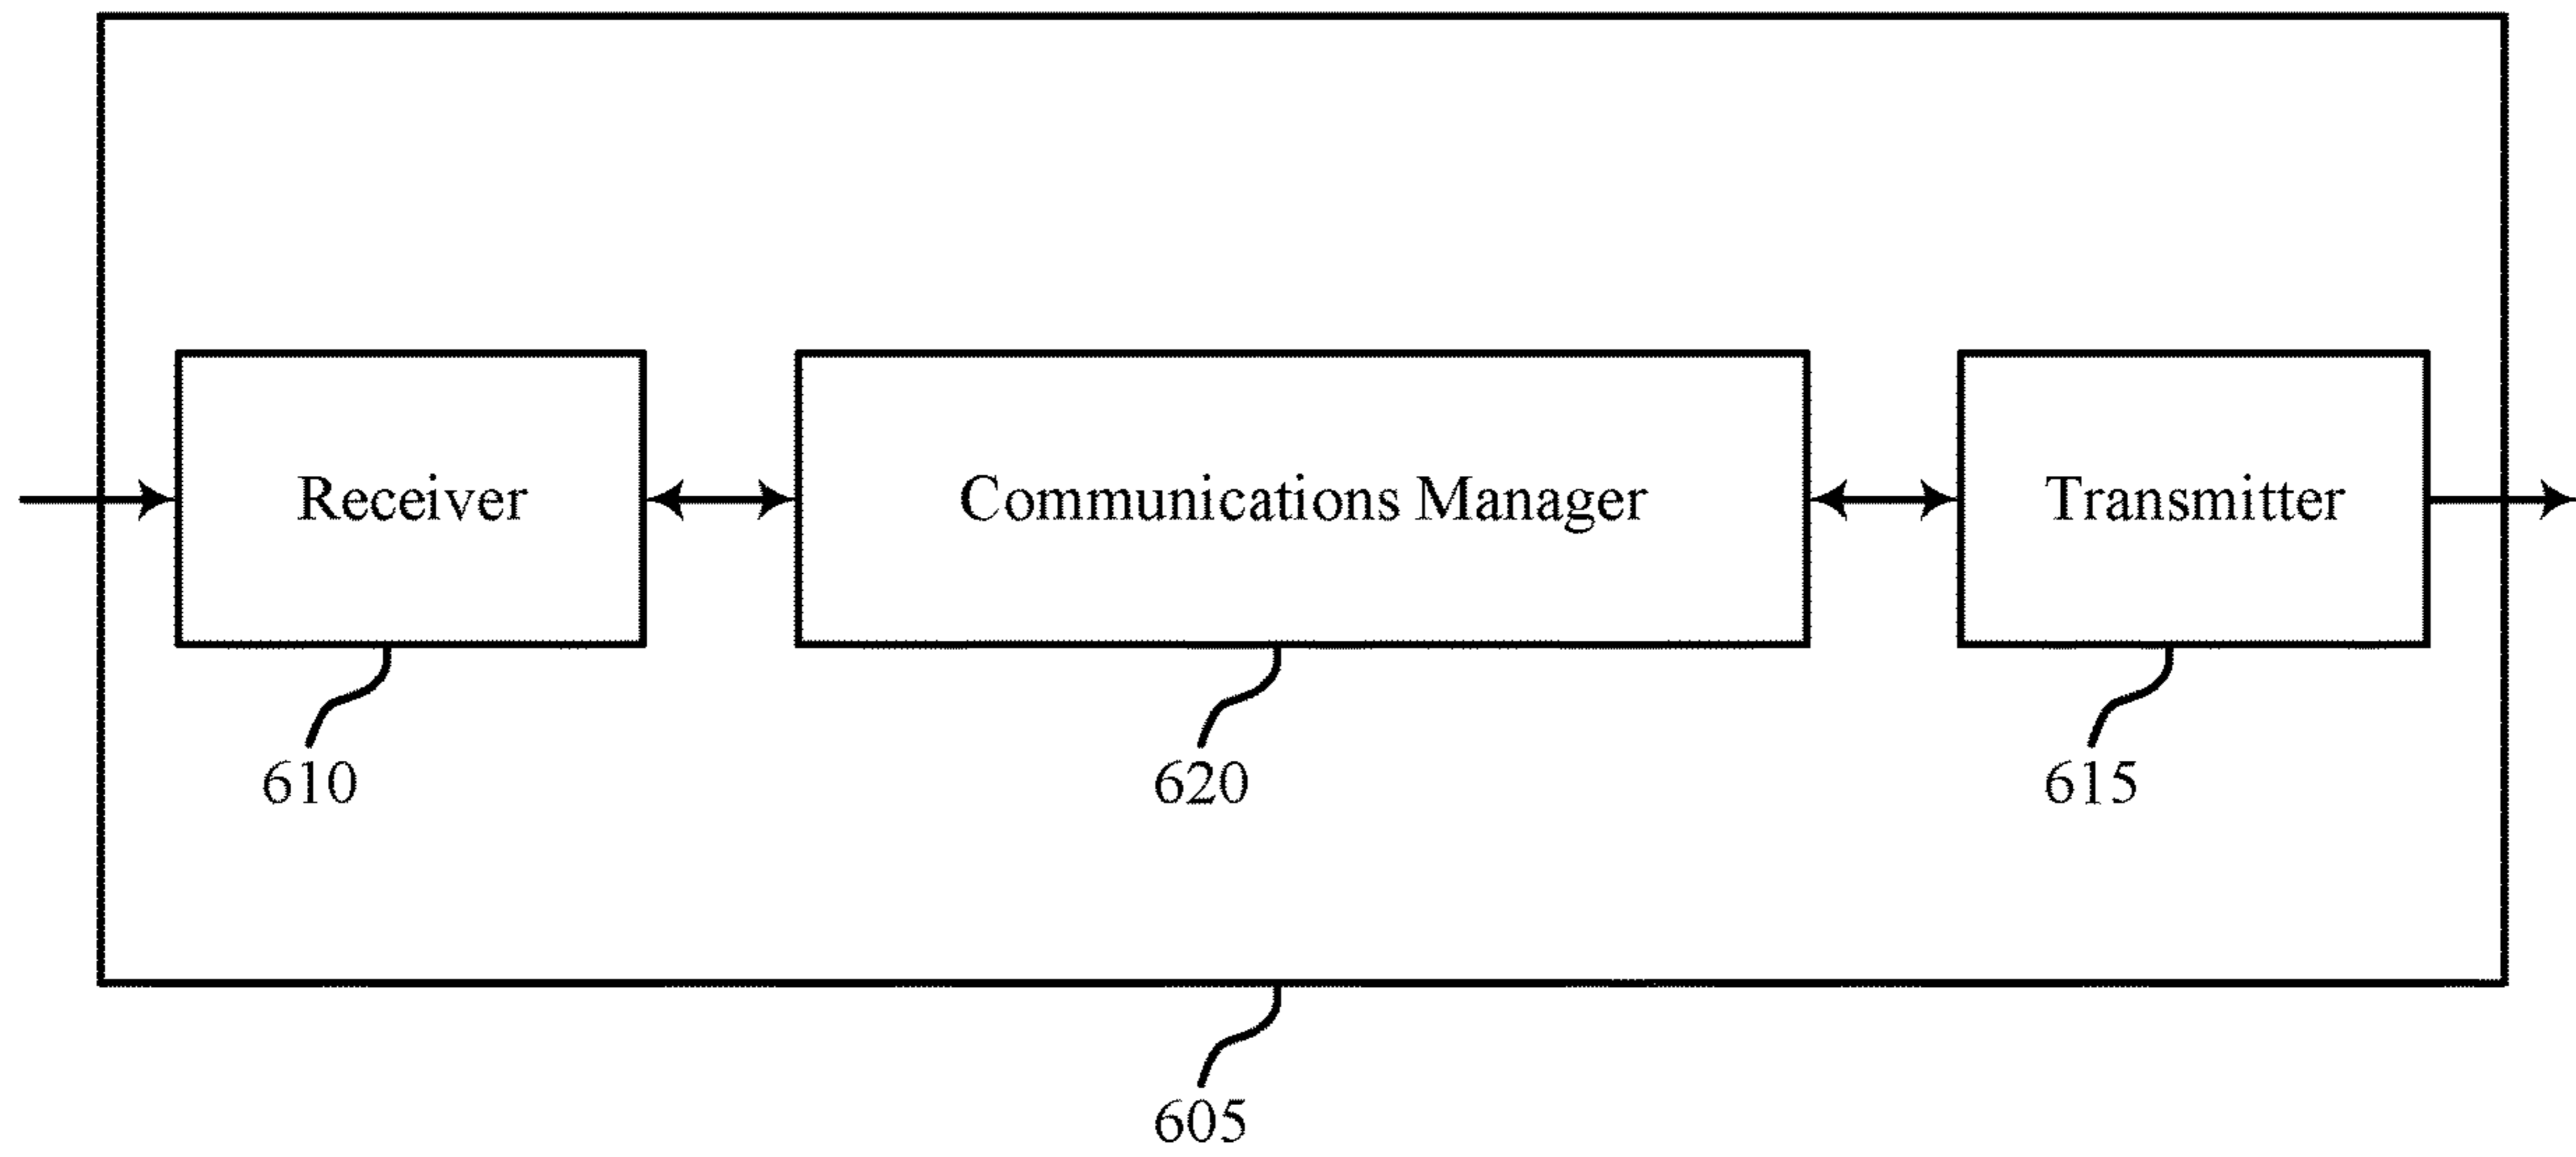 Receiver
Communications Manager
Transmitter
610
620
615
605